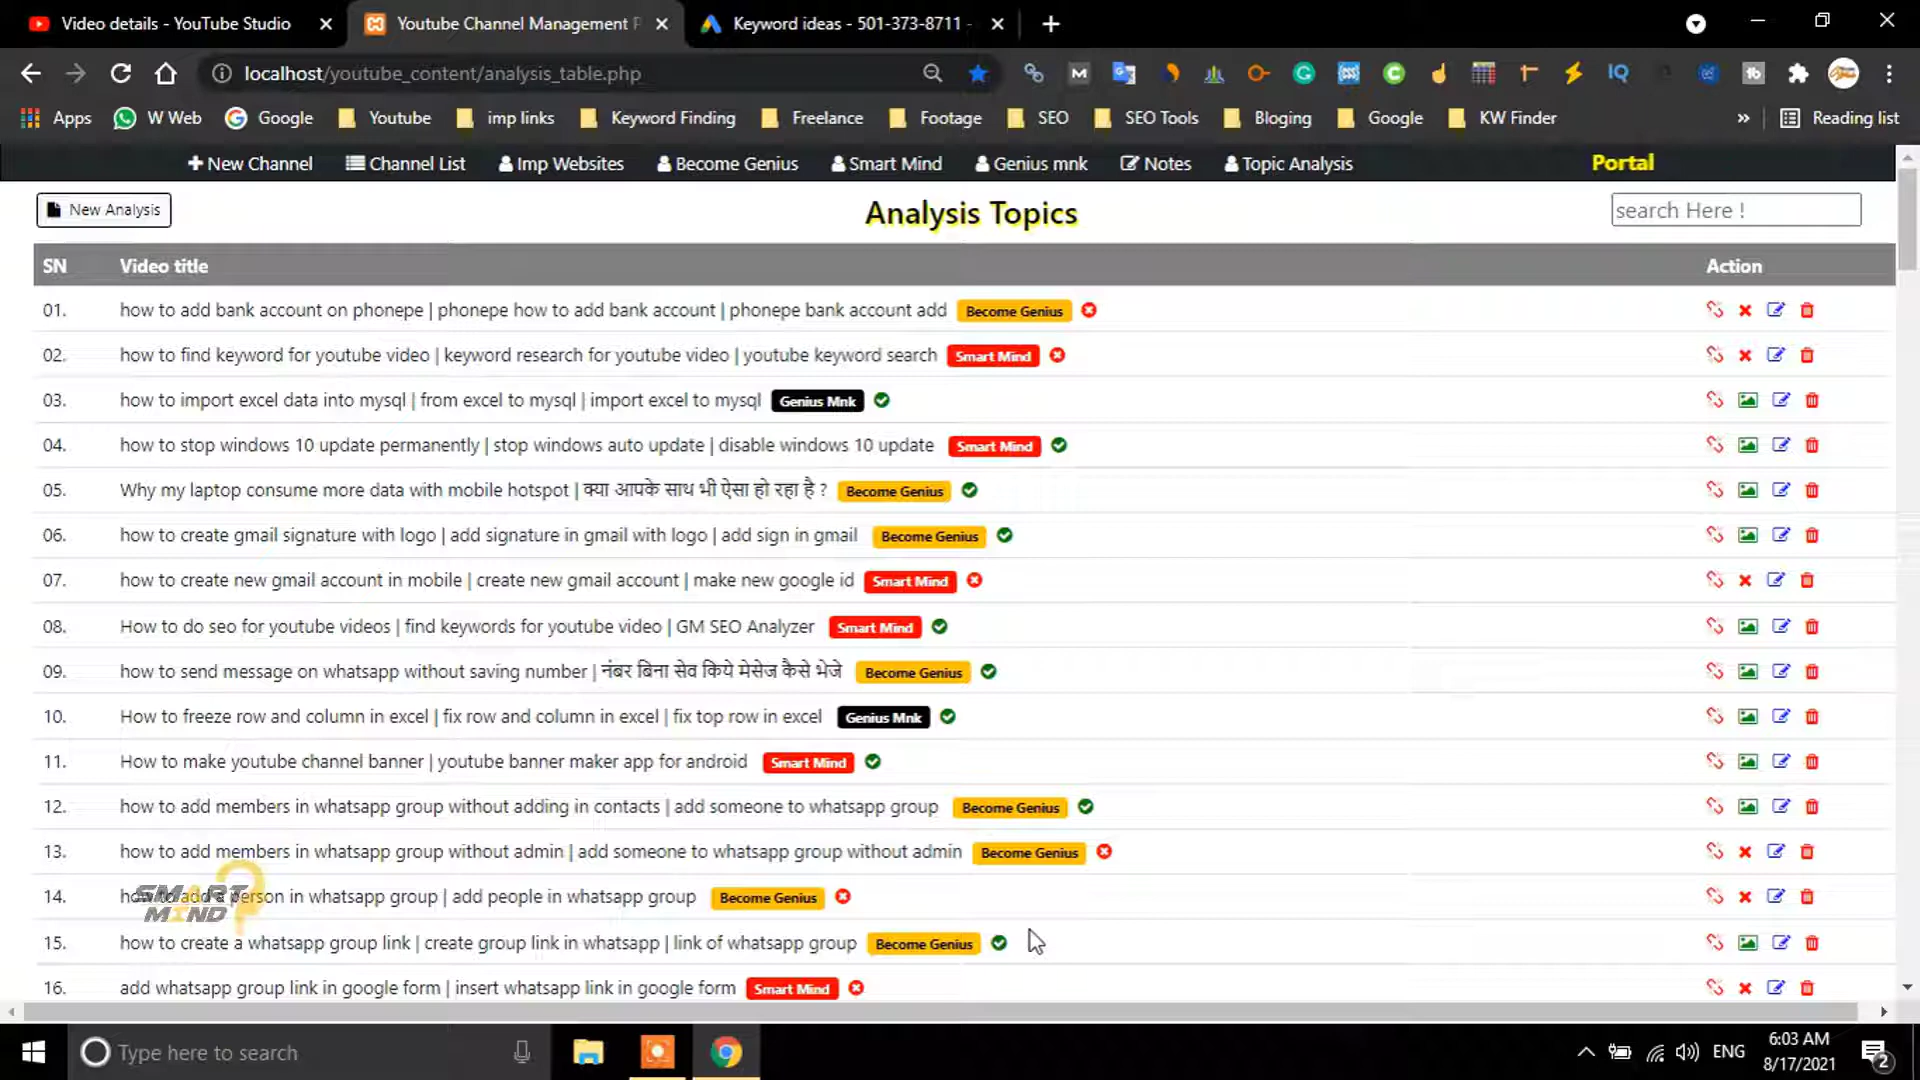 Video details - YouTube Studio
Youtube Channel Management P
Keyword ideas - 501-373-8711 -
localhost/youtube_content/analysis_table.php
Apps W Web Google Youtube imp links Keyword Finding Freelance Footage SEO SEO Tools Bloging Google KW Finder » Reading list
New Channel Channel List Imp Websites Become Genius Smart Mind Genius mnk Notes Topic Analysis Portal
New Analysis Analysis Topics search Here !
SN Video title Action
01. how to add bank account on phonepe | phonepe how to add bank account | phonepe bank account add Become Genius
02. how to find keyword for youtube video | keyword research for youtube video | youtube keyword search Smart Mind
03. how to import excel data into mysql | from excel to mysql | import excel to mysql Genius Mnk
04. how to stop windows 10 update permanently | stop windows auto update | disable windows 10 update Smart Mind
05. Why my laptop consume more data with mobile hotspot | क्या आपके साथ भी ऐसा हो रहा है ? Become Genius
06. how to create gmail signature with logo | add signature in gmail with logo | add sign in gmail Become Genius
07. how to create new gmail account in mobile | create new gmail account | make new google id Smart Mind
08. How to do seo for youtube videos | find keywords for youtube video | GM SEO Analyzer Smart Mind
09. how to send message on whatsapp without saving number | नंबर बिना सेव किये मेसेज कैसे भेजे Become Genius
10. How to freeze row and column in excel | fix row and column in excel | fix top row in excel Genius Mnk
11. How to make youtube channel banner | youtube banner maker app for android Smart Mind
12. how to add members in whatsapp group without adding in contacts | add someone to whatsapp group Become Genius
13. how to add members in whatsapp group without admin | add someone to whatsapp group without admin Become Genius
14. how to add a person in whatsapp group | add people in whatsapp group Become Genius
SMART
MIND
15. how to create a whatsapp group link | create group link in whatsapp | link of whatsapp group Become Genius
16. add whatsapp group link in google form | insert whatsapp link in google form Smart Mind
Type here to search
ENG
6:03 AM
8/17/2021
2